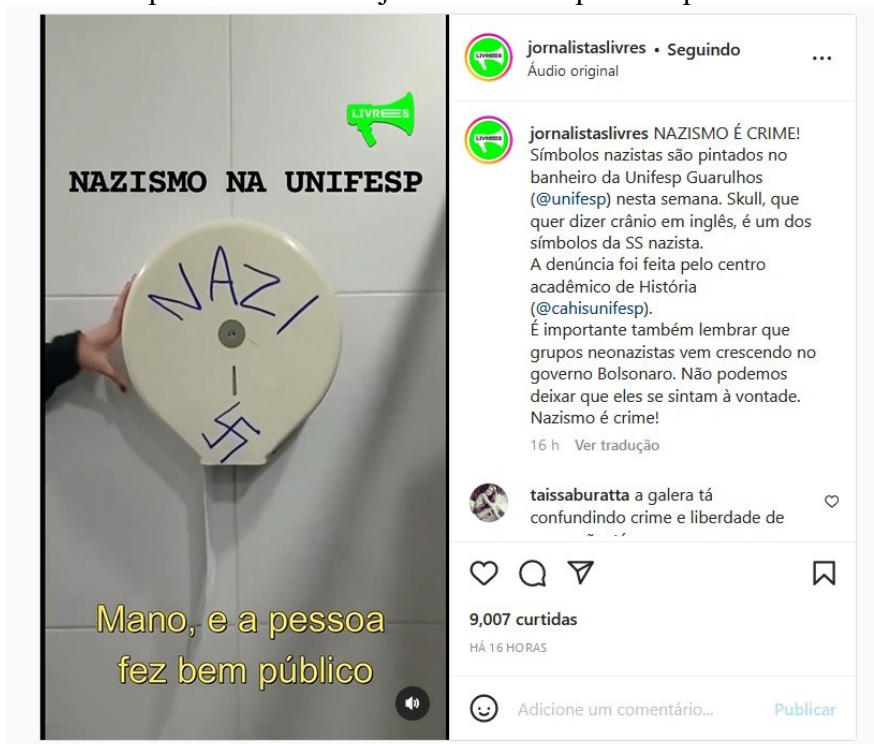 LIVRES
NAZISMO NA UNIFESP
NAZI
Mano, e a pessoa
fez bem público
jornalistaslivres • Seguindo
Áudio original
jornalistaslivres NAZISMO É CRIME!
Símbolos nazistas são pintados no
banheiro da Unifesp Guarulhos
(@unifesp) nesta semana. Skull, que
quer dizer crânio em inglês, é um dos
símbolos da SS nazista.
A denúncia foi feita pelo centro
acadêmico de História
(@cahisunifesp).
É importante também lembrar que
grupos neonazistas vem crescendo no
governo Bolsonaro. Não podemos
deixar que eles se sintam à vontade.
Nazismo é crime!
16 h Ver tradução
taissaburatta a galera tá
confundindo crime e liberdade de
9,007 curtidas
HÁ 16 HORAS
Adicione um comentário... Publicar